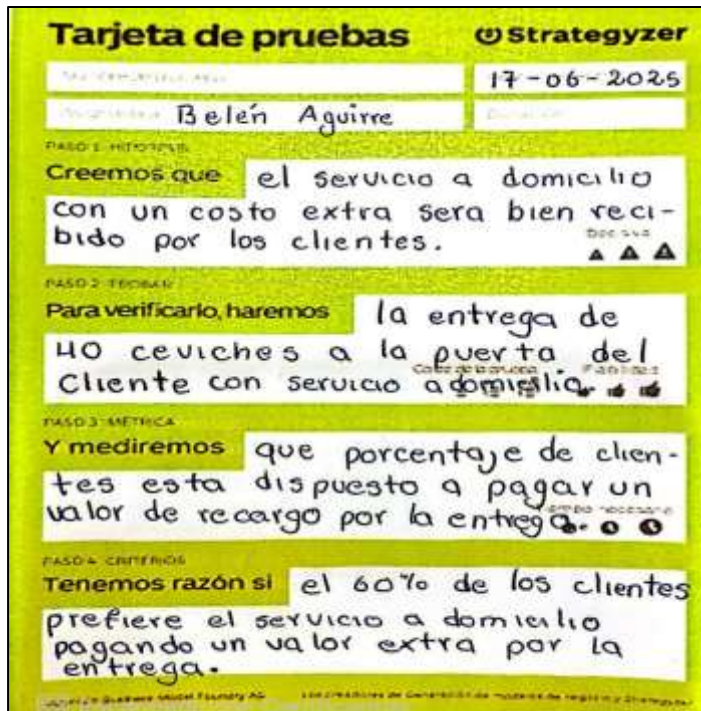 Tarjeta de pruebas
Strategyzer
17-06-2025
Belén Aguirre
PASO 1: HIPÓTESIS
Creemos que el servicio a domicilio
con un costo extra sera bien reci-
bido por los clientes.
PASO 2: PROBAR
Para verificarlo, haremos la entrega de
40 ceviches a la puerta del
Cliente con servicio a domicilio.
PASO 3: MÉTRICA
Y mediremos que porcentaje de clien-
tes esta dispuesto a pagar un
valor de recargo por la entrega.
PASO 4: CRITERIOS
Tenemos razón si el 60% de los clientes
prefiere el servicio a domicilio
pagando un valor extra por la
entrega.